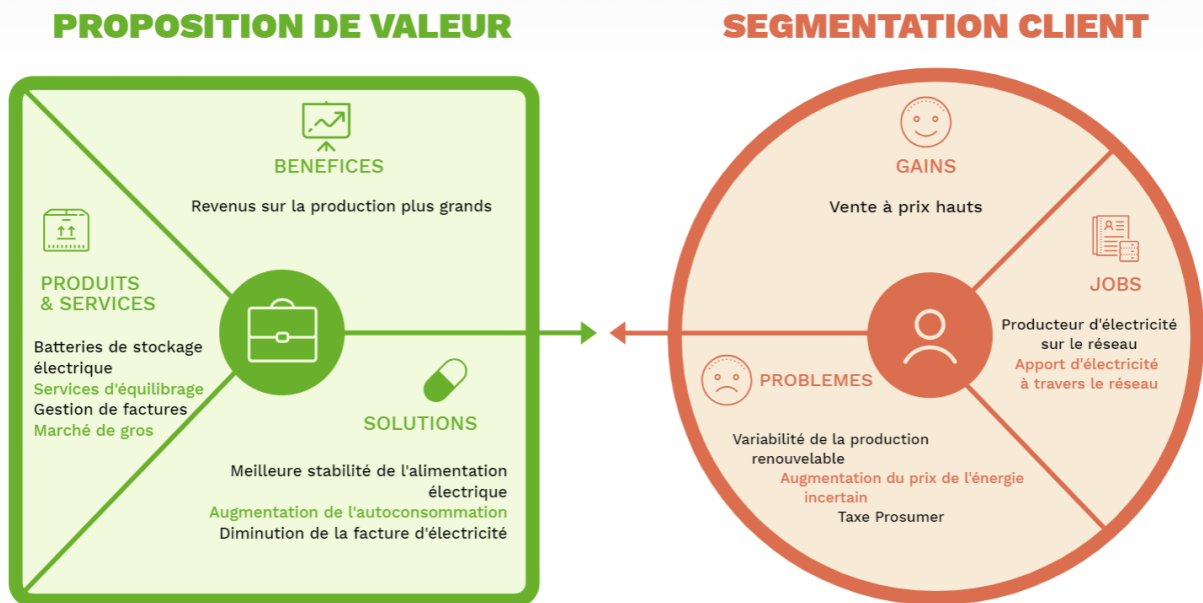 PROPOSITION DE VALEUR
BENEFICES
Revenus sur la production plus grands
PRODUITS
& SERVICES
Batteries de stockage
électrique
Services d'équilibrage
Gestion de factures
Marché de gros
SOLUTIONS
Meilleure stabilité de l'alimentation
électrique
Augmentation de l'autoconsommation
Diminution de la facture d'électricité
SEGMENTATION CLIENT
GAINS
Vente à prix hauts
JOBS
Producteur d'électricité
sur le réseau
Apport d'électricité
à travers le réseau
PROBLEMES
Variabilité de la production
renouvelable
Augmentation du prix de l'énergie
incertain
Taxe Prosumer